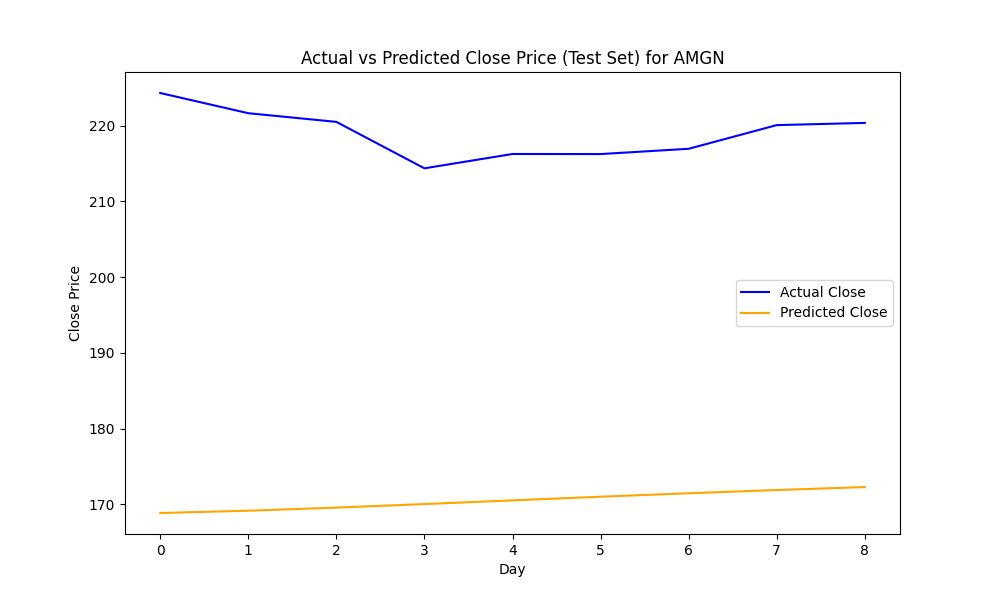 Actual vs Predicted Close Price (Test Set) for AMGN
Close Price
220
210
200
190
180
170
Actual Close
Predicted Close
0 1 2 3 4 5 6 7 8
Day